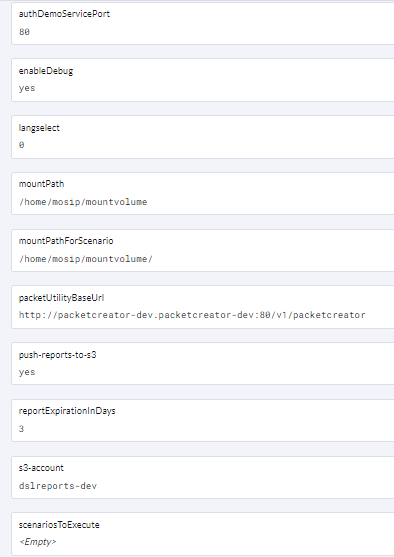 authDemoServicePort
80
enableDebug
yes
langselect
0
mountPath
/home/mosip/mountvolume
mountPathForScenario
/home/mosip/mountvolume/
packetUtilityBaseUrl
http://packetcreator-dev.packetcreator-dev:80/v1/packetcreator
push-reports-to-s3
yes
reportExpirationInDays
3
s3-account
dslreports-dev
scenariosToExecute
<Empty>